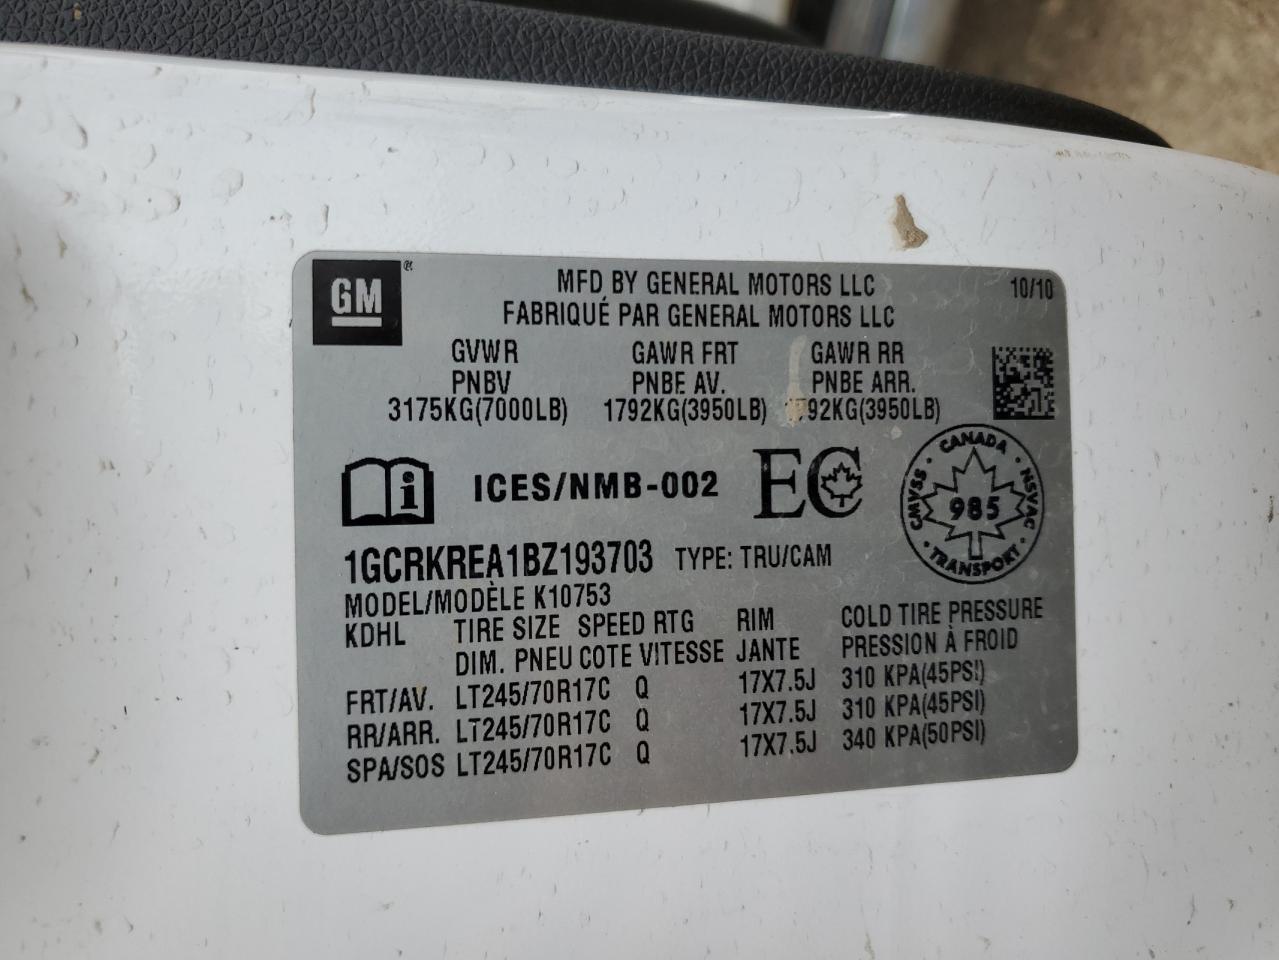 GM
MFD BY GENERAL MOTORS LLC 10/10
FABRIQUÉ PAR GENERAL MOTORS LLC
GVWR GAWR FRT GAWR RR
PNBV PNBE AV. PNBE ARR.
3175KG(7000LB) 1792KG(3950LB) 1792KG(3950LB)
ICES/NMB-002 EC
CANADA
CMVSS 985 NSVAC
TRANSPORT
1GCRKREA1BZ193703 TYPE: TRU/CAM
MODEL/MODÈLE K10753
KDHL TIRE SIZE SPEED RTG RIM COLD TIRE PRESSURE
DIM. PNEU COTE VITESSE JANTE PRESSION À FROID
FRT/AV. LT245/70R17C Q 17X7.5J 310 KPA(45PSI)
RR/ARR. LT245/70R17C Q 17X7.5J 310 KPA(45PSI)
SPA/SOS LT245/70R17C Q 17X7.5J 340 KPA(50PSI)